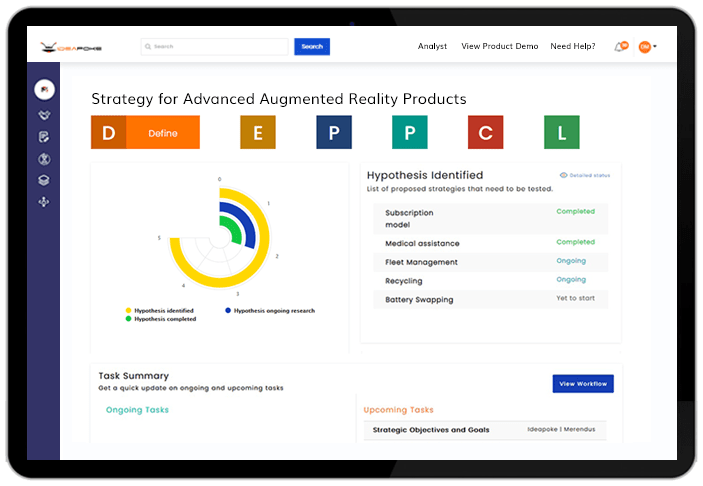 IDEAPOKE
Search
Search
Analyst
View Product Demo
Need Help?
Strategy for Advanced Augmented Reality Products
D
Define
E
P
P
C
L
0
1
2
3
4
5
Hypothesis identified
Hypothesis ongoing research
Hypothesis completed
Hypothesis Identified
Detailed status
List of proposed strategies that need to be tested.
Subscription
model
Completed
Medical assistance
Completed
Fleet Management
Ongoing
Recycling
Ongoing
Battery Swapping
Yet to start
Task Summary
Get a quick update on ongoing and upcoming tasks
View Workflow
Ongoing Tasks
Upcoming Tasks
Strategic Objectives and Goals
Ideapoke | Merendus